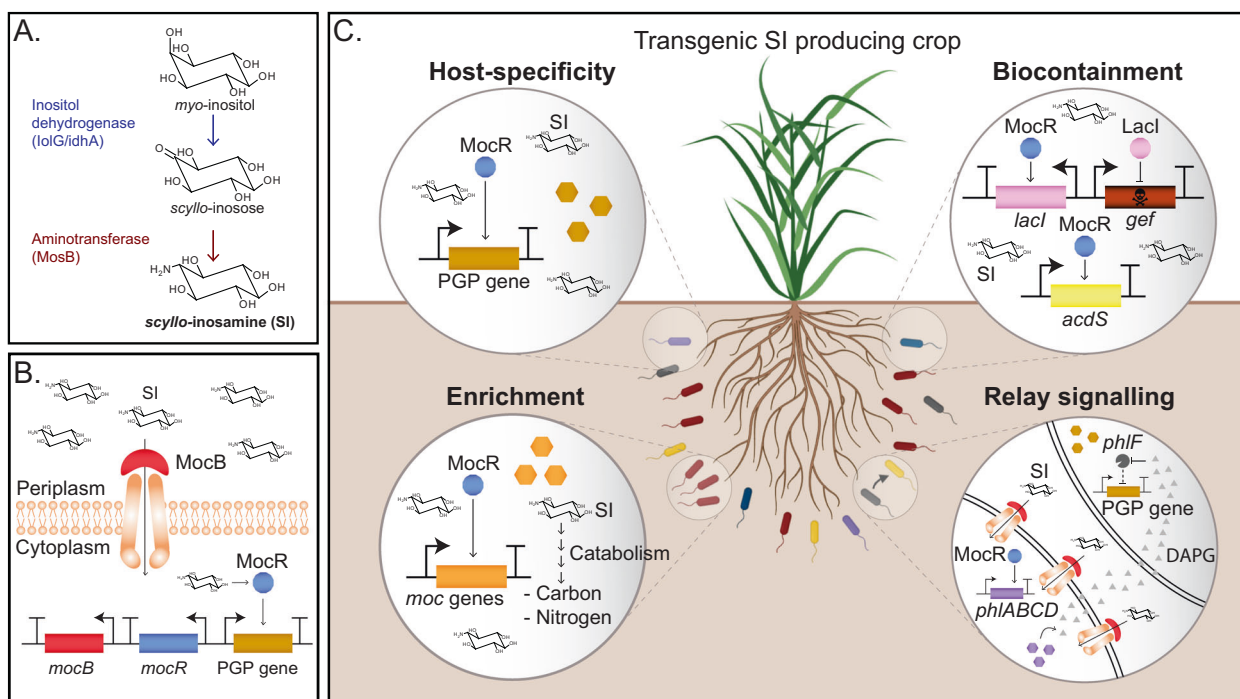 A.
OH
HO
OH
HO
OH
OH
myo-inositol
Inositol
dehydrogenase
(IolG/idhA)
O
HO
HO
OH
OH
OH
scyllo-inosose
Aminotransferase
(MosB)
H₂N
HO
HO
OH
OH
OH
scyllo-inosamine (SI)
B.
SI
MocB
Periplasm
Cytoplasm
MocR
mocB
mocR
PGP gene
C.
Transgenic SI producing crop
Host-specificity
SI
MocR
PGP gene
Biocontainment
MocR
LacI
lacI
gef
MocR
SI
acdS
Enrichment
MocR
SI
Catabolism
moc genes
- Carbon
- Nitrogen
Relay signalling
phlF
SI
PGP gene
MocR
DAPG
phlABCD